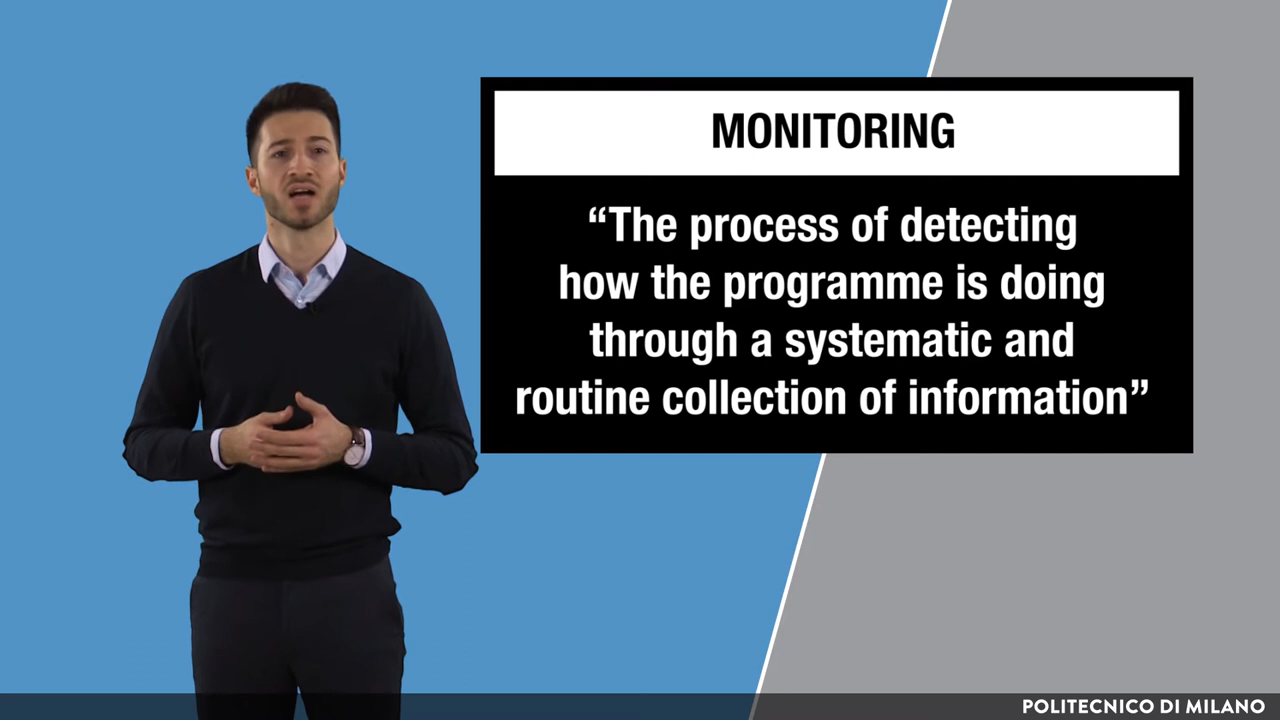 MONITORING
“The process of detecting
how the programme is doing
through a systematic and
routine collection of information”
POLITECNICO DI MILANO